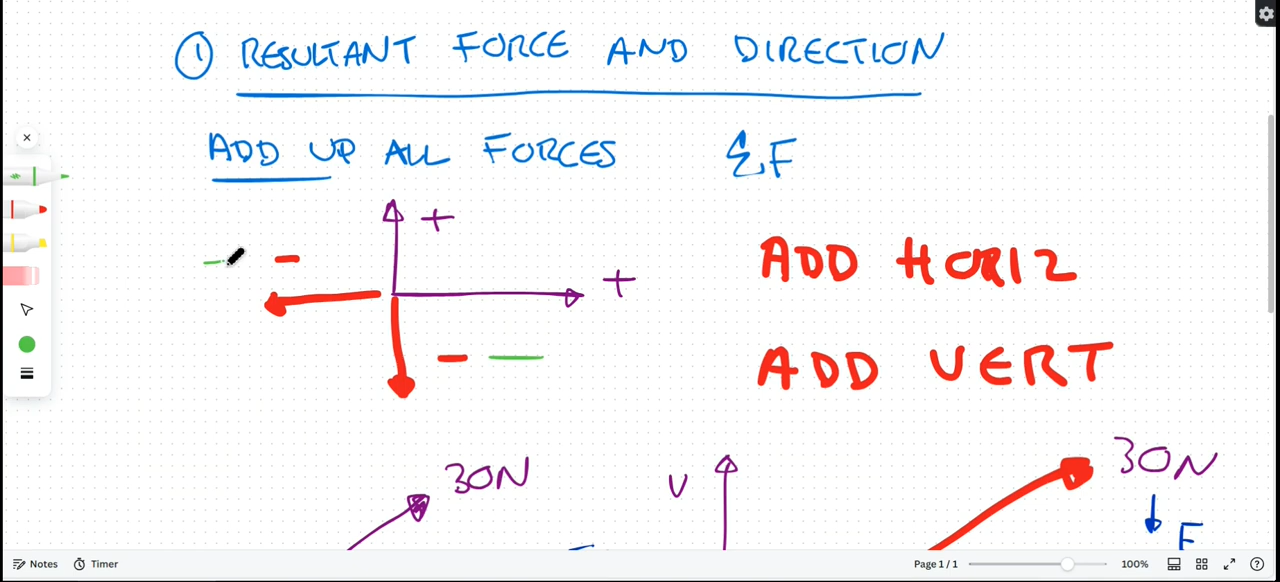 ① RESULTANT FORCE AND DIRECTION
ADD UP ALL FORCES ΣF
+
-
+
ADD HORIZ
-
ADD VERT
30N
V
30N
F
Notes
Timer
Page 1 / 1
100%